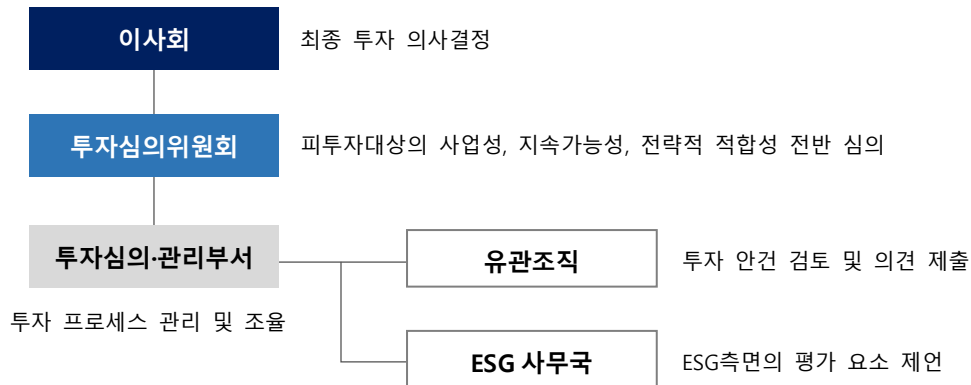 이사회
최종 투자 의사결정
투자심의위원회
피투자대상의 사업성, 지속가능성, 전략적 적합성 전반 심의
투자심의·관리부서
투자 프로세스 관리 및 조율
유관조직
투자 안건 검토 및 의견 제출
ESG 사무국
ESG측면의 평가 요소 제언